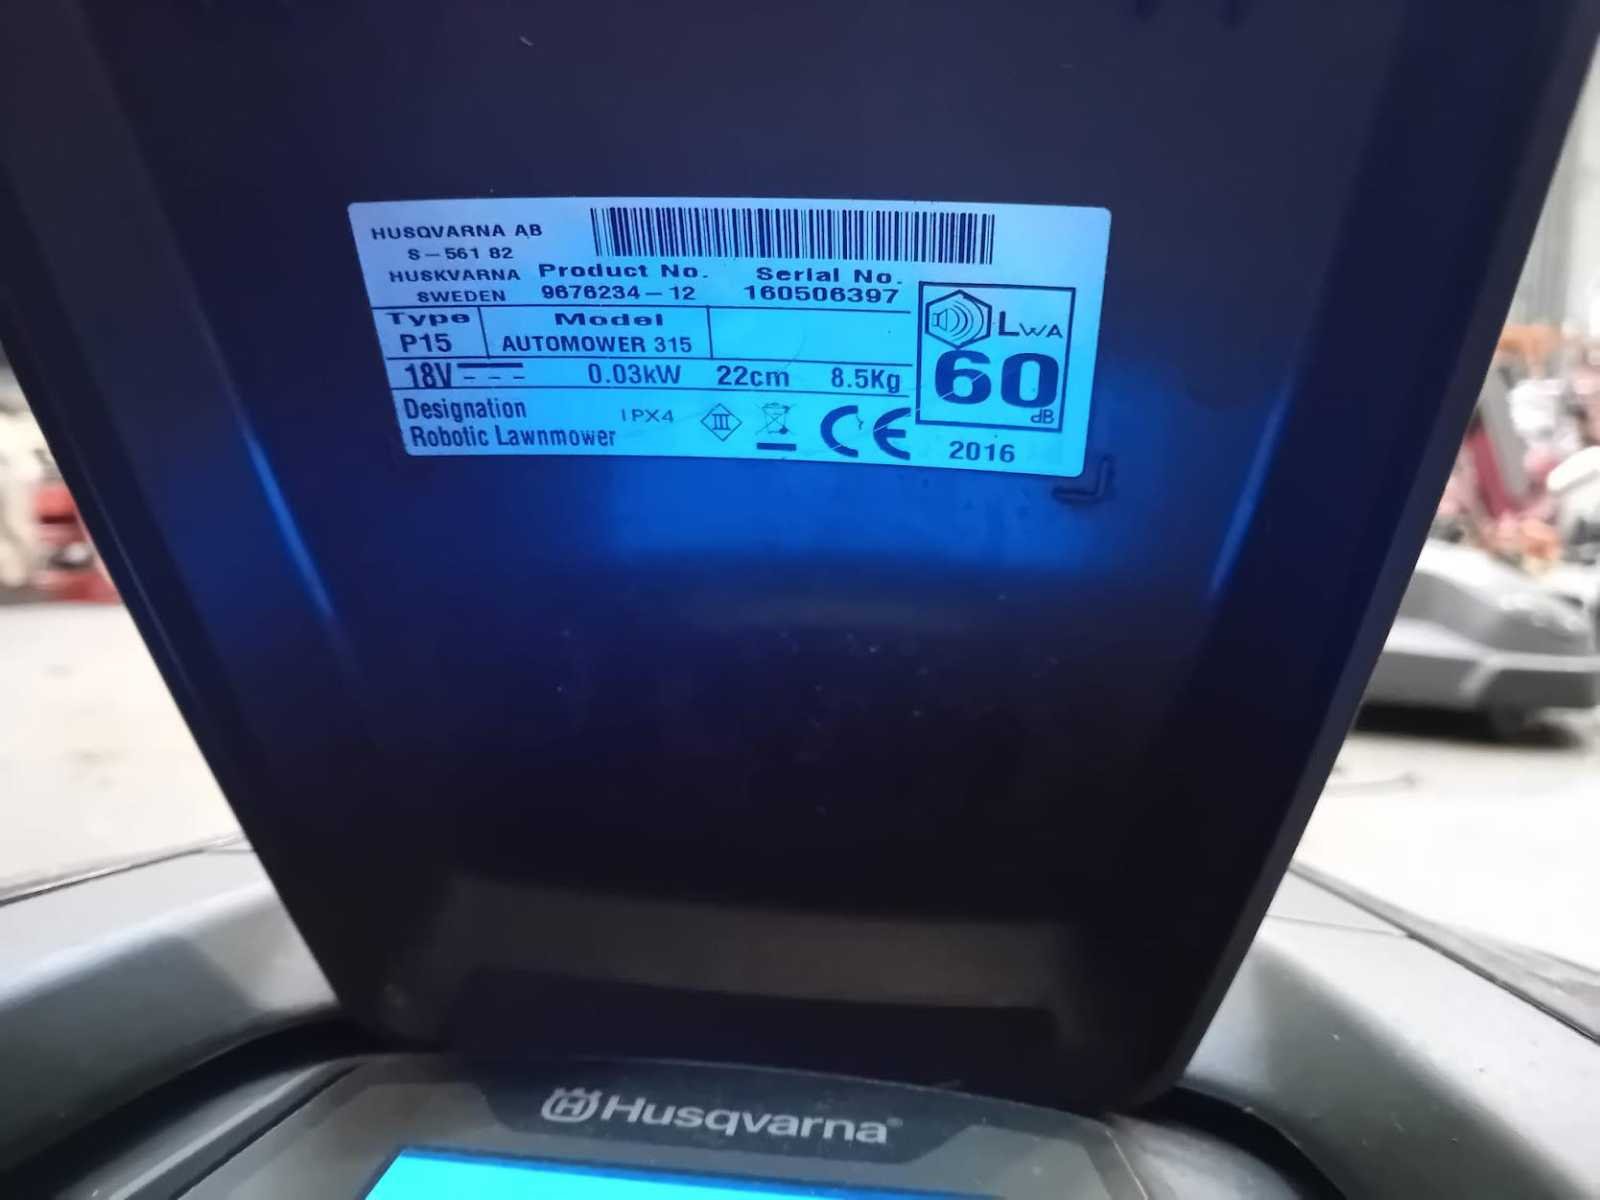 HUSQVARNA AB
S-561 82
HUSKVARNA
SWEDEN
Product No. Serial No.
9676234-12 160506397
Type Model
P15 AUTOMOWER 315
18V 0.03kW 22cm 8.5Kg
Designation IPX4
Robotic Lawnmower
III
CE
LWA
60
dB
2016
Husqvarna